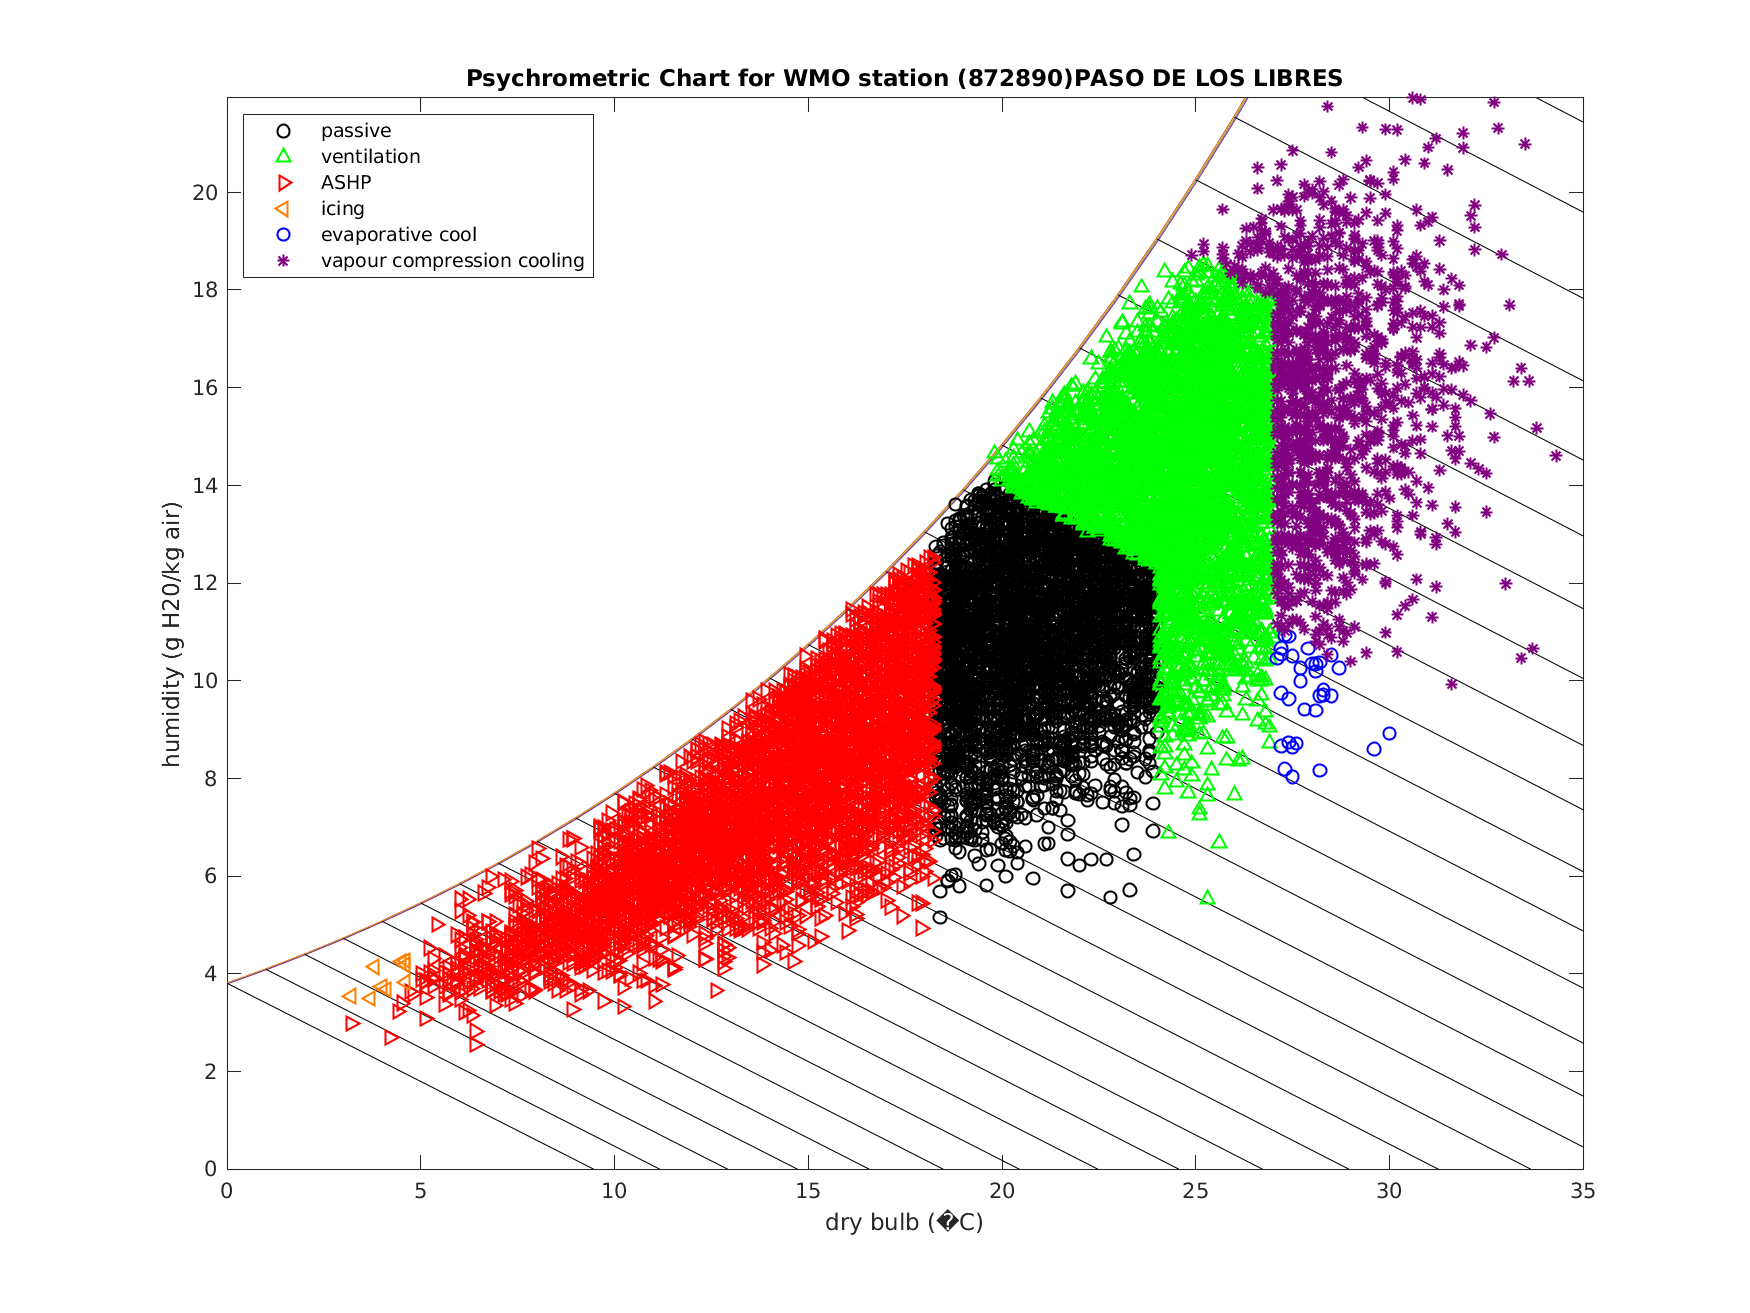 Psychrometric Chart for WMO station (872890)PASO DE LOS LIBRES
passive
ventilation
ASHP
icing
evaporative cool
vapour compression cooling
humidity (g H20/kg air)
20
18
16
14
12
10
8
6
4
2
0
0 5 10 15 20 25 30 35
dry bulb (�C)